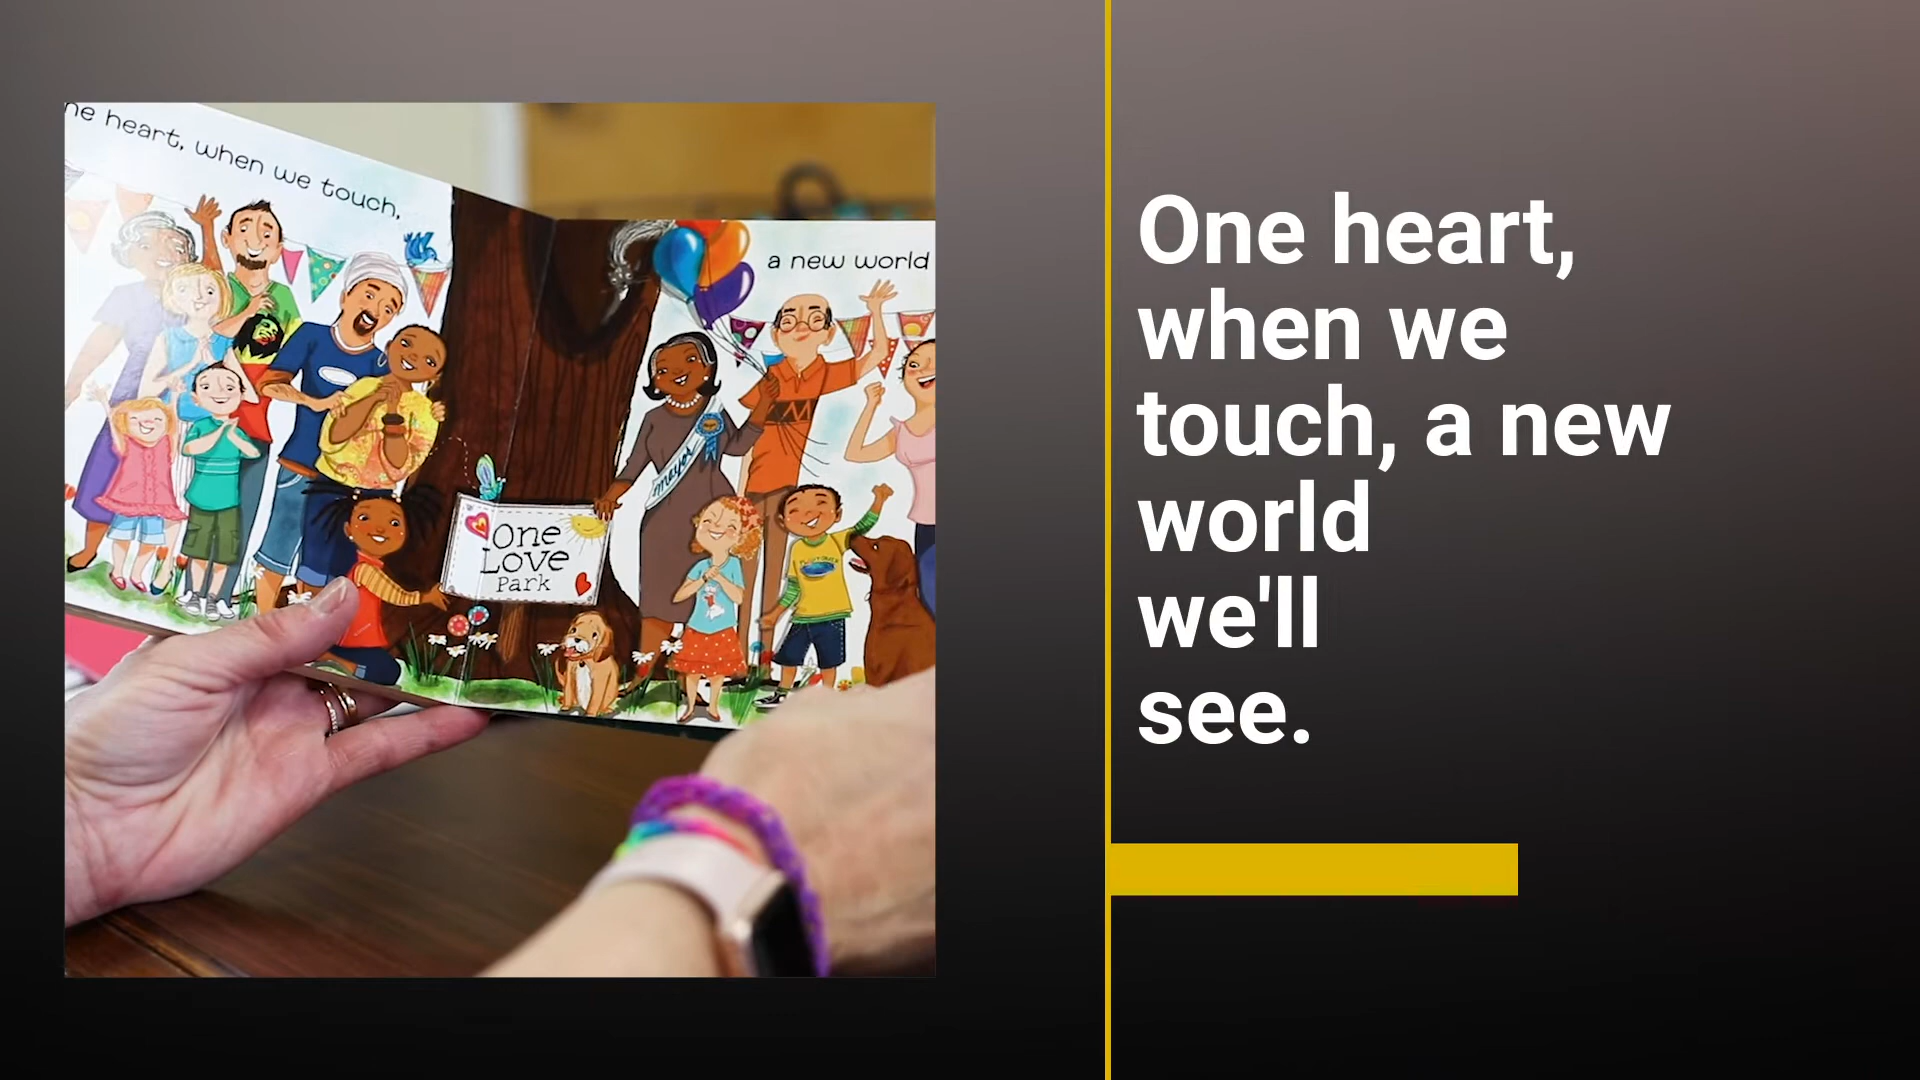 ne heart, when we touch,
a new world
mayor
One
Love
Park
One heart,
when we
touch, a new
world
we'll
see.